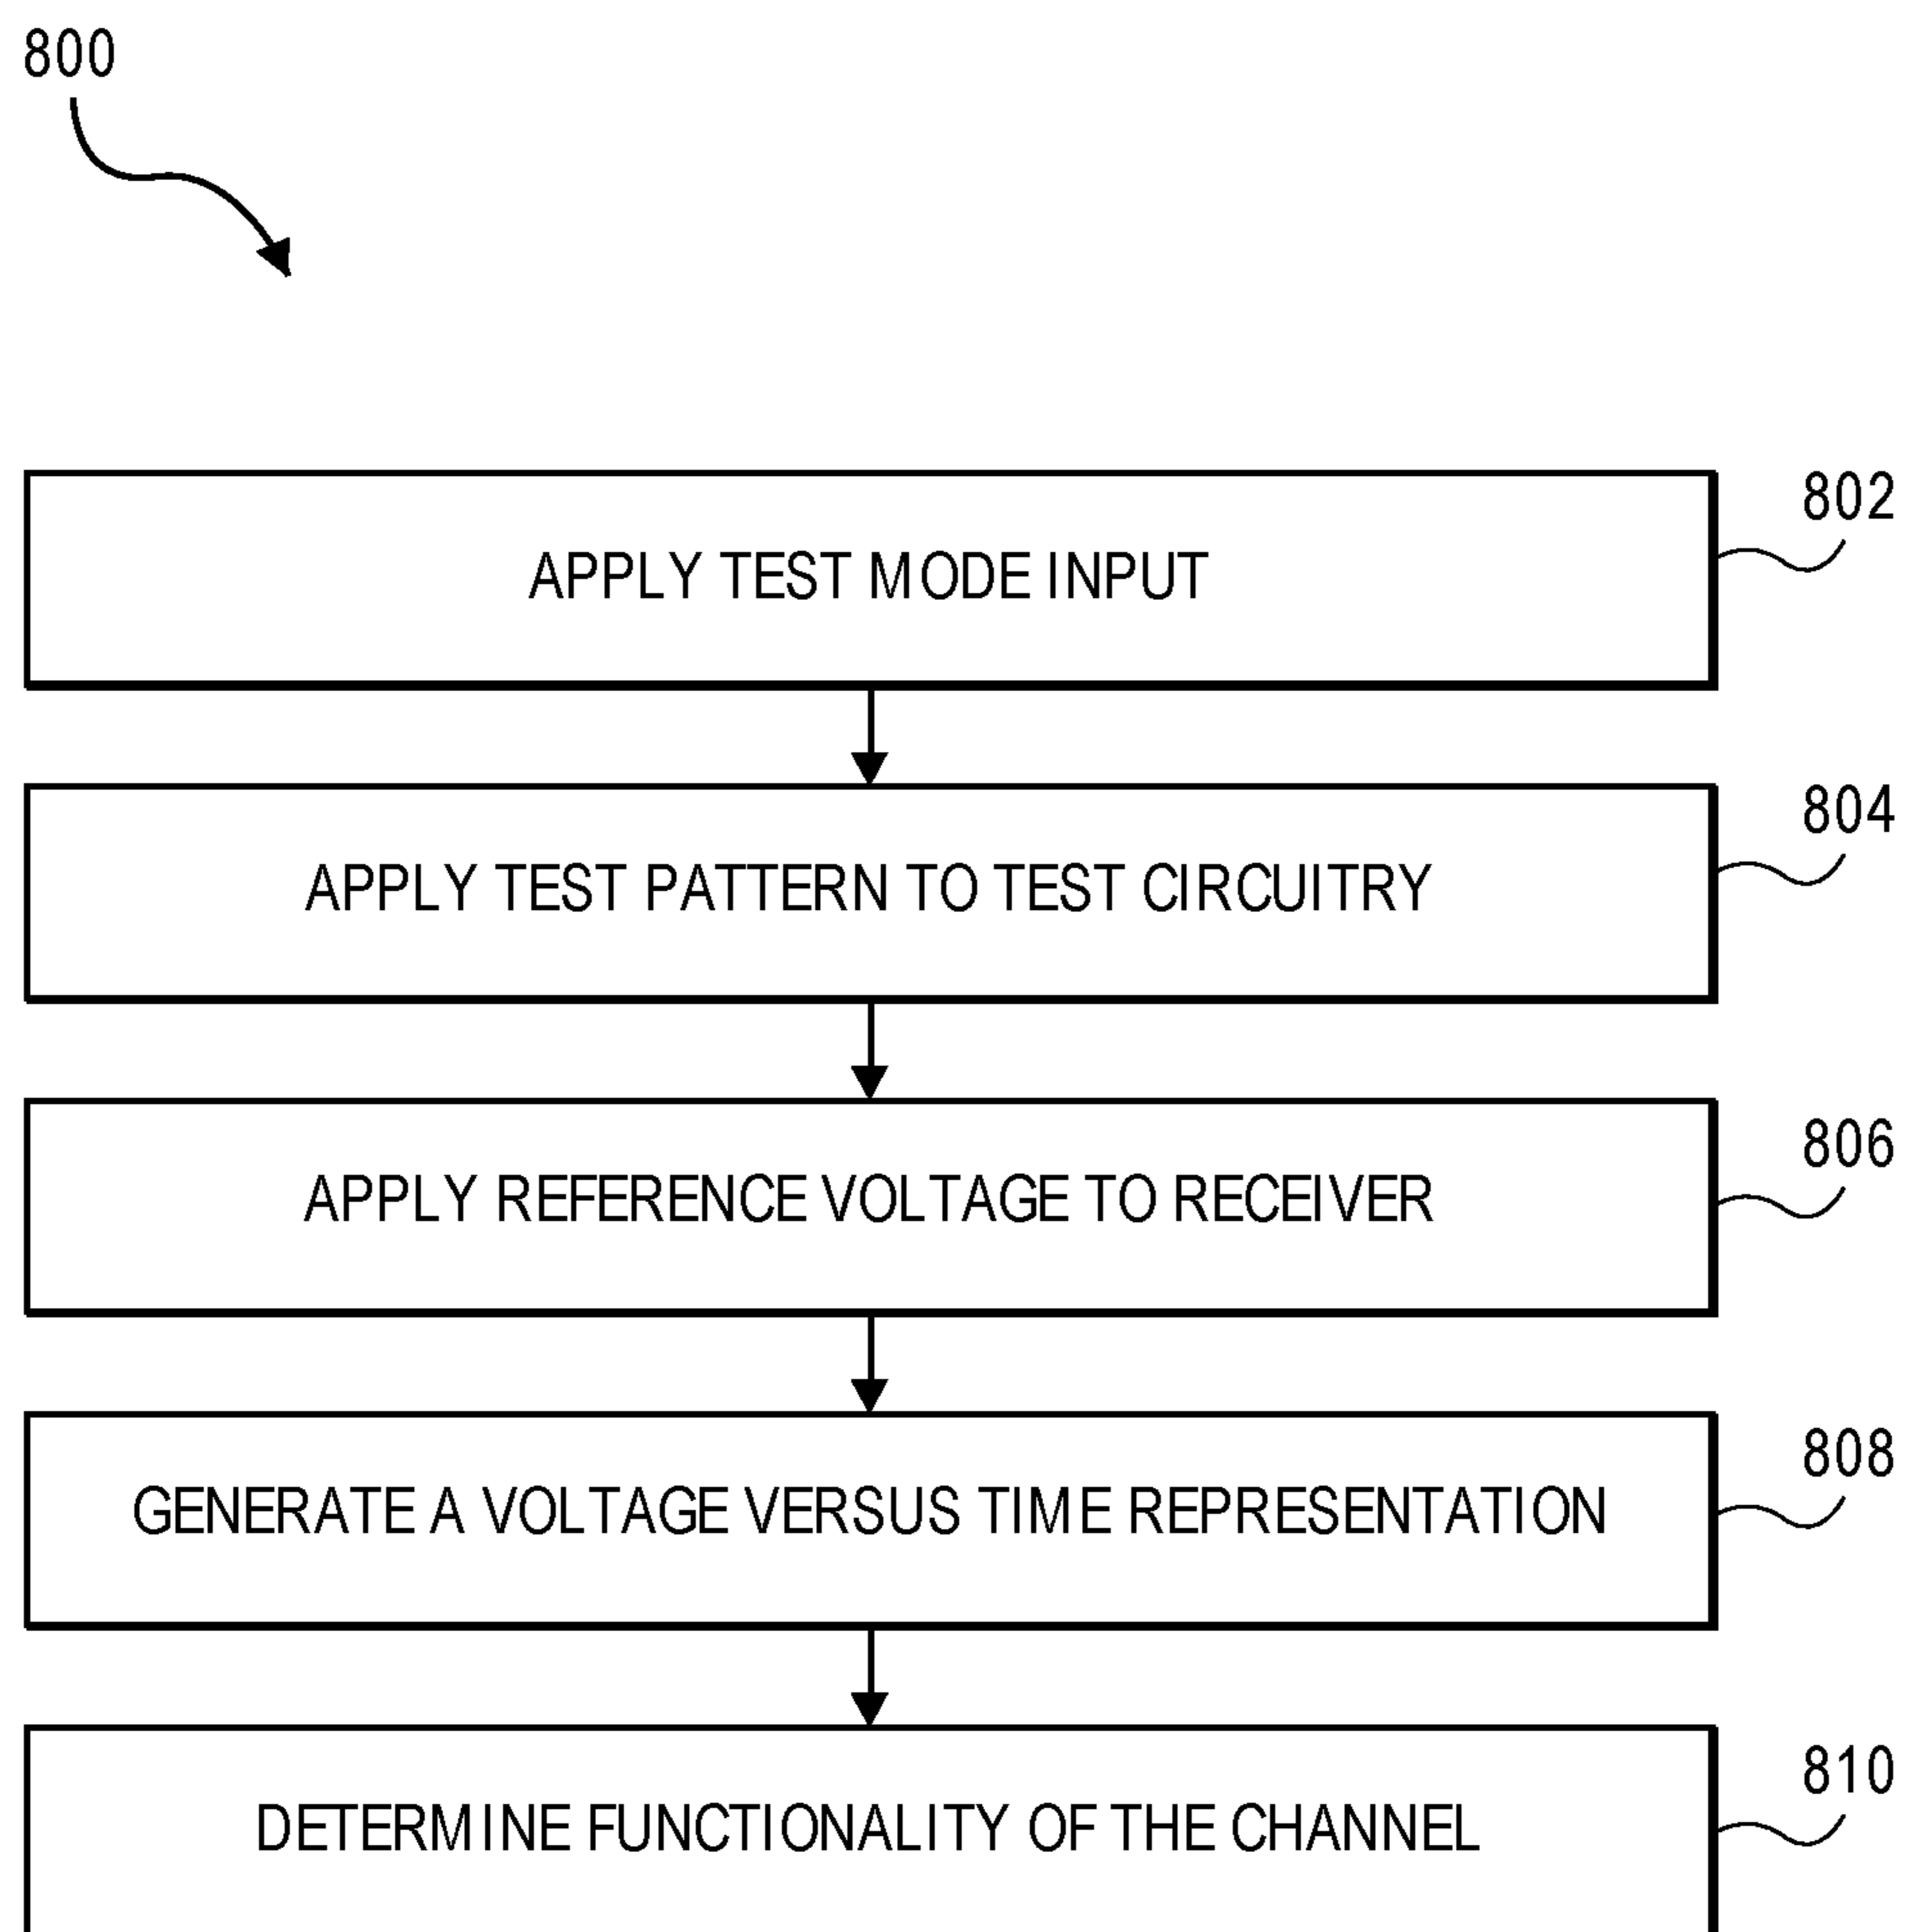 800
802
APPLY TEST MODE INPUT
804
APPLY TEST PATTERN TO TEST CIRCUITRY
806
APPLY REFERENCE VOLTAGE TO RECEIVER
808
GENERATE A VOLTAGE VERSUS TIME REPRESENTATION
810
DETERMINE FUNCTIONALITY OF THE CHANNEL